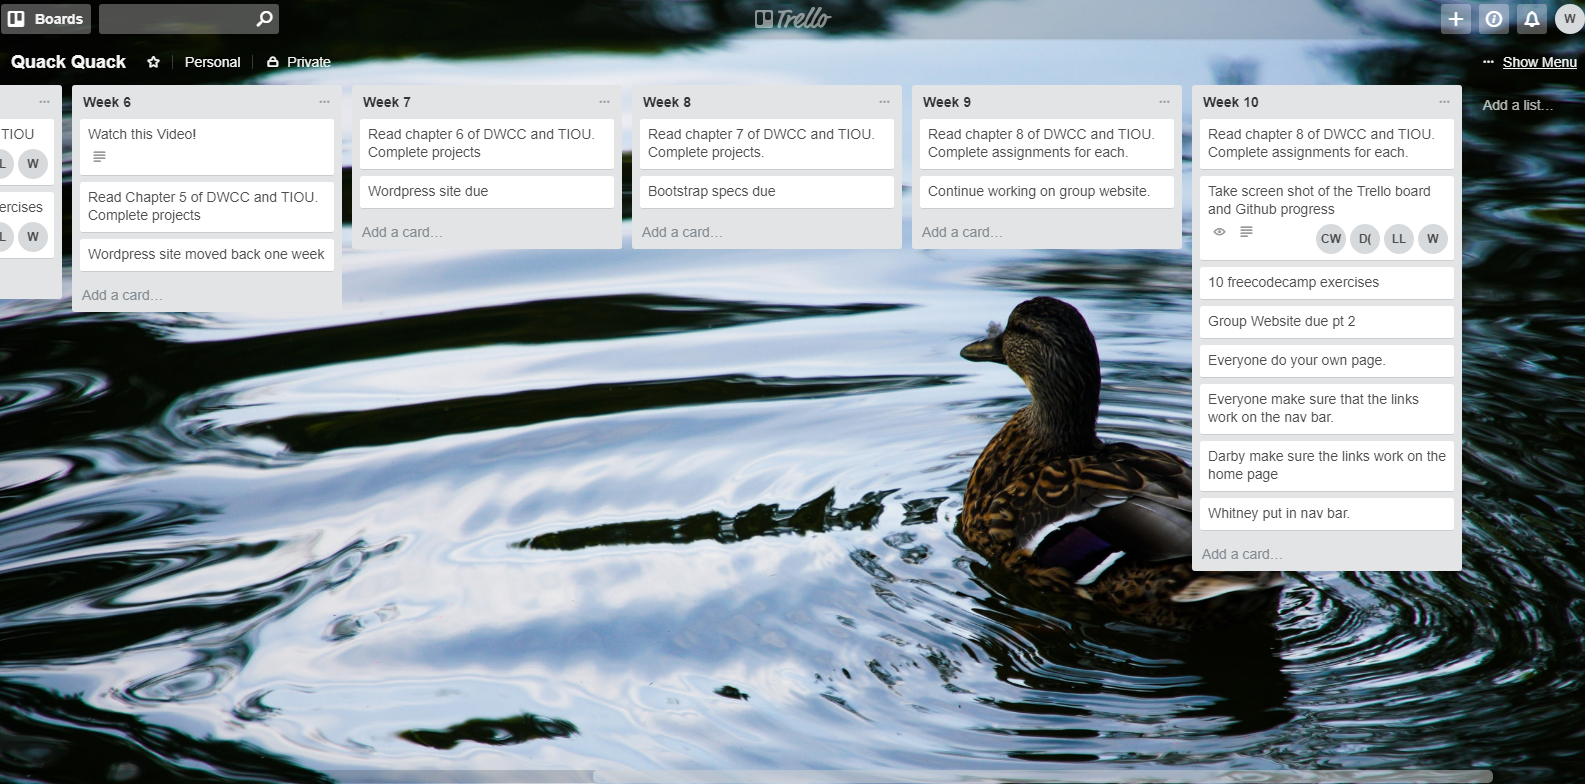 Boards
Trello
W
Quack Quack
Personal
Private
... Show Menu
TIOU
L W
ercises
L W
Week 6 ...
Watch this Video!
Read Chapter 5 of DWCC and TIOU.
Complete projects
Wordpress site moved back one week
Add a card...
Week 7 ...
Read chapter 6 of DWCC and TIOU.
Complete projects
Wordpress site due
Add a card...
Week 8 ...
Read chapter 7 of DWCC and TIOU.
Complete projects.
Bootstrap specs due
Add a card...
Week 9 ...
Read chapter 8 of DWCC and TIOU.
Complete assignments for each.
Continue working on group website.
Add a card...
Week 10 ...
Read chapter 8 of DWCC and TIOU.
Complete assignments for each.
Take screen shot of the Trello board
and Github progress
CW D( LL W
10 freecodecamp exercises
Group Website due pt 2
Everyone do your own page.
Everyone make sure that the links
work on the nav bar.
Darby make sure the links work on the
home page
Whitney put in nav bar.
Add a card...
Add a list...